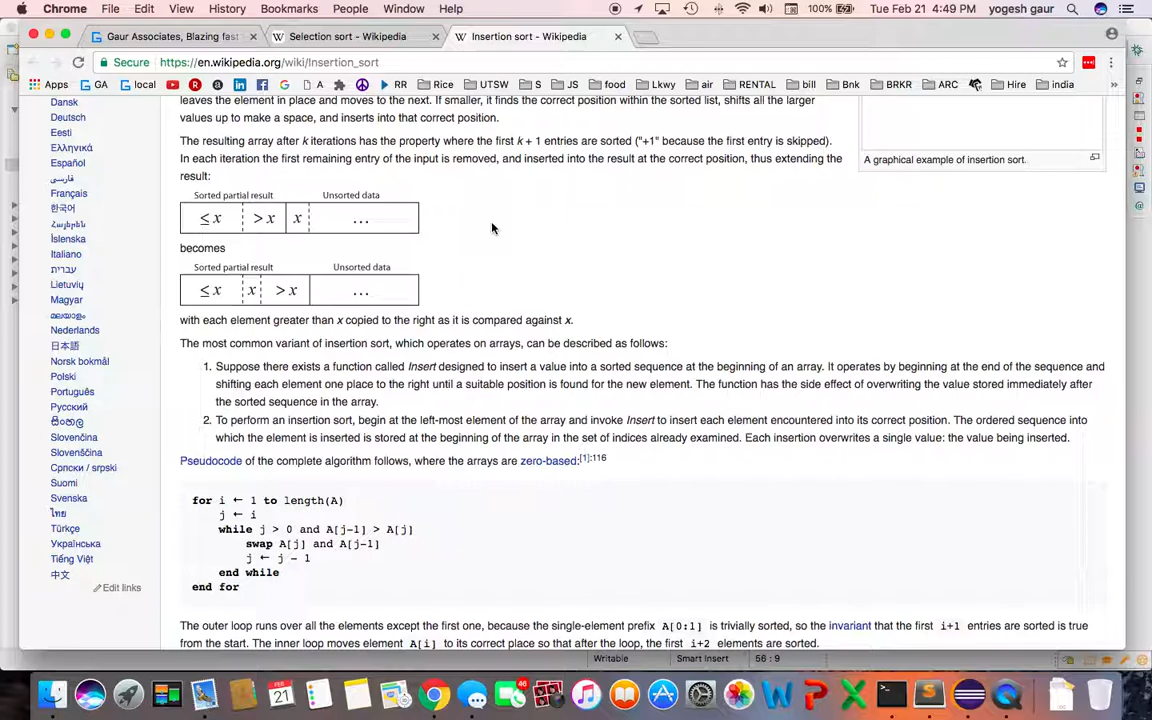 Chrome File Edit View History Bookmarks People Window Help 100% Tue Feb 21 4:49 PM yogesh gaur
Gaur Associates, Blazing fast Selection sort - Wikipedia Insertion sort - Wikipedia
Secure https://en.wikipedia.org/wiki/Insertion_sort
Apps GA local A RR Rice UTSW S JS food Lkwy air RENTAL bill Bnk BRKR ARC Hire india »
Dansk
Deutsch
Eesti
Ελληνικά
Español
فارسی
Français
한국어
Հայերեն
Íslenska
Italiano
עברית
Lietuvių
Magyar
മലയാളം
Nederlands
日本語
Norsk bokmål
Polski
Português
Русский
සිංහල
Slovenčina
Slovenščina
Српски / srpski
Suomi
Svenska
ไทย
Türkçe
Українська
Tiếng Việt
中文
Edit links
leaves the element in place and moves to the next. If smaller, it finds the correct position within the sorted list, shifts all the larger
values up to make a space, and inserts into that correct position.
The resulting array after k iterations has the property where the first k + 1 entries are sorted ("+1" because the first entry is skipped).
In each iteration the first remaining entry of the input is removed, and inserted into the result at the correct position, thus extending the
result:
A graphical example of insertion sort.
Sorted partial result Unsorted data
≤ x > x x ...
becomes
Sorted partial result Unsorted data
≤ x x > x ...
with each element greater than x copied to the right as it is compared against x.
The most common variant of insertion sort, which operates on arrays, can be described as follows:
1. Suppose there exists a function called Insert designed to insert a value into a sorted sequence at the beginning of an array. It operates by beginning at the end of the sequence and
shifting each element one place to the right until a suitable position is found for the new element. The function has the side effect of overwriting the value stored immediately after
the sorted sequence in the array.
2. To perform an insertion sort, begin at the left-most element of the array and invoke Insert to insert each element encountered into its correct position. The ordered sequence into
which the element is inserted is stored at the beginning of the array in the set of indices already examined. Each insertion overwrites a single value: the value being inserted.
Pseudocode of the complete algorithm follows, where the arrays are zero-based:[1]:116
for i ← 1 to length(A)
j ← i
while j > 0 and A[j-1] > A[j]
swap A[j] and A[j-1]
j ← j - 1
end while
end for
The outer loop runs over all the elements except the first one, because the single-element prefix A[0:1] is trivially sorted, so the invariant that the first i+1 entries are sorted is true
from the start. The inner loop moves element A[i] to its correct place so that after the loop, the first i+2 elements are sorted.
Writable Smart Insert 56 : 9
FEB
21
46